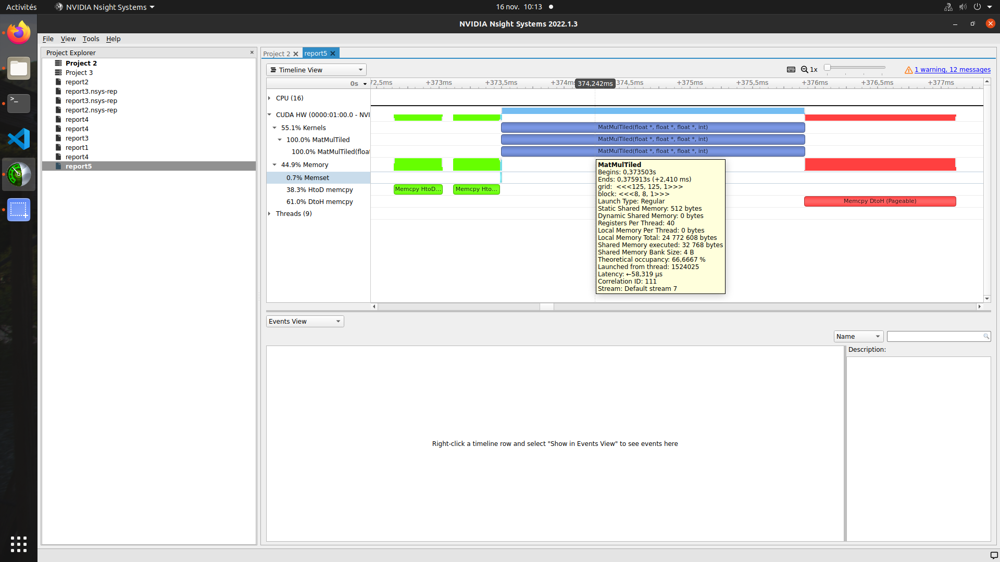 Activités
NVIDIA Nsight Systems
16 nov. 10:13
NVIDIA Nsight Systems 2022.1.3
File View Tools Help
Project Explorer
Project 2
Project 3
report2
report3.nsys-rep
report3.nsys-rep
report2.nsys-rep
report4
report4
report3
report1
report4
report5
Project 2
report5
Timeline View
1x
1 warning, 12 messages
0s
72,5ms +373ms +373,5ms +374ms 374,242ms 374,5ms +375ms +375,5ms +376ms +376,5ms +377ms
CPU (16)
CUDA HW (0000:01:00.0 - NVI
55.1% Kernels
MatMulTiled(float *, float *, float *, int)
100.0% MatMulTiled
MatMulTiled(float *, float *, float *, int)
100.0% MatMulTiled(float
MatMulTiled(float *, float *, float *, int)
44.9% Memory
0.7% Memset
38.3% HtoD memcpy
Memcpy HtoD...
Memcpy Hto...
61.0% DtoH memcpy
Memcpy DtoH (Pageable)
Threads (9)
MatMulTiled
Begins: 0,373503s
Ends: 0,375913s (+2,410 ms)
grid: <<<125, 125, 1>>>
block: <<<8, 8, 1>>>
Launch Type: Regular
Static Shared Memory: 512 bytes
Dynamic Shared Memory: 0 bytes
Registers Per Thread: 40
Local Memory Per Thread: 0 bytes
Local Memory Total: 24 772 608 bytes
Shared Memory executed: 32 768 bytes
Shared Memory Bank Size: 4 B
Theoretical occupancy: 66,6667 %
Launched from thread: 1524025
Latency: ←58,319 μs
Correlation ID: 111
Stream: Default stream 7
Events View
Name
Description:
Right-click a timeline row and select "Show in Events View" to see events here